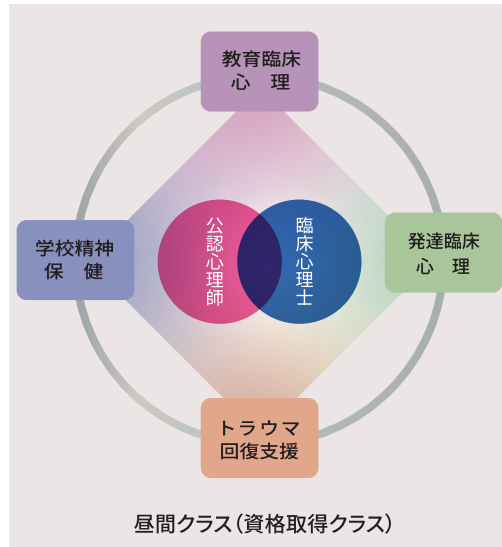 教育臨床
心　理
公認心理師
臨床心理士
学校精神
保　健
発達臨床
心　理
トラウマ
回復支援
昼間クラス（資格取得クラス）